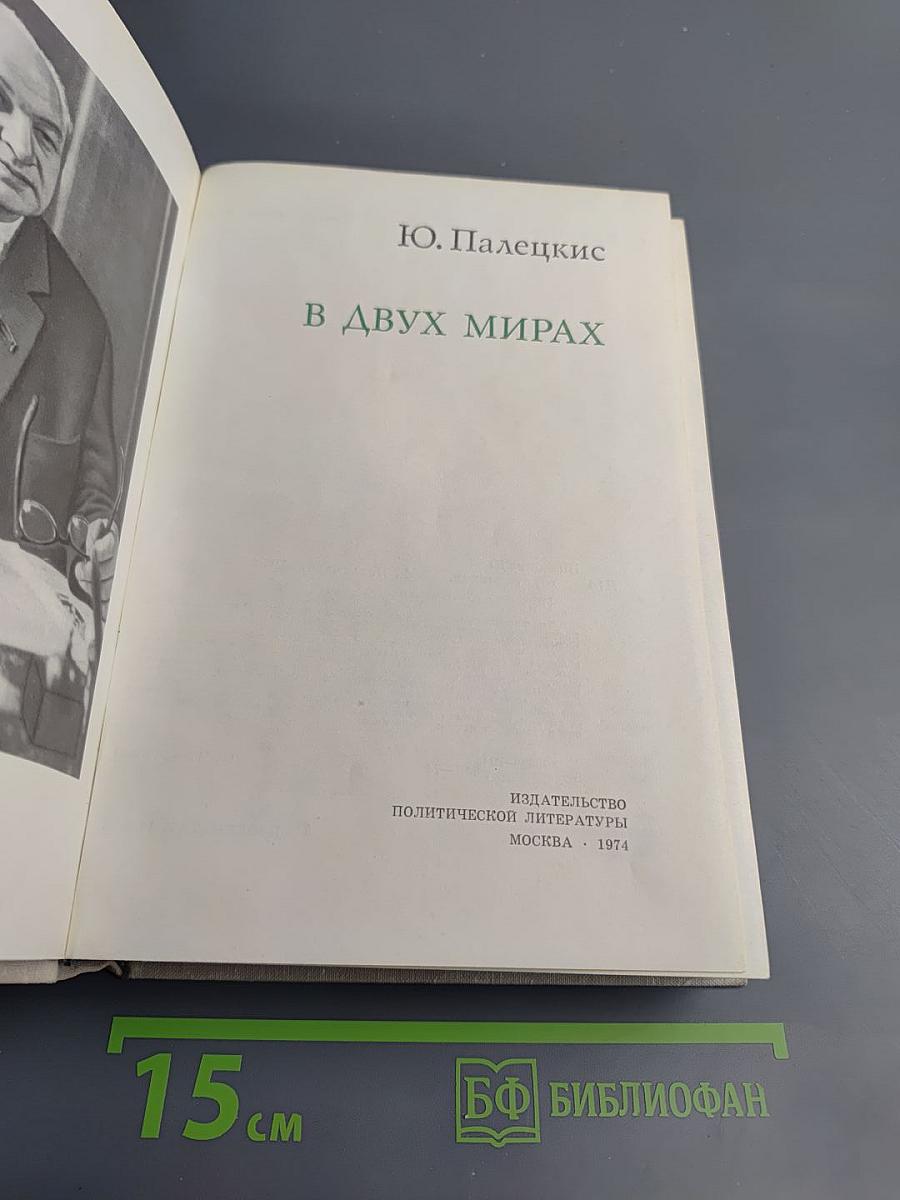 Ю. Палецкис
В ДВУХ МИРАХ
ИЗДАТЕЛЬСТВО
ПОЛИТИЧЕСКОЙ ЛИТЕРАТУРЫ
МОСКВА · 1974
15 см
БФ БИБЛИОФАН